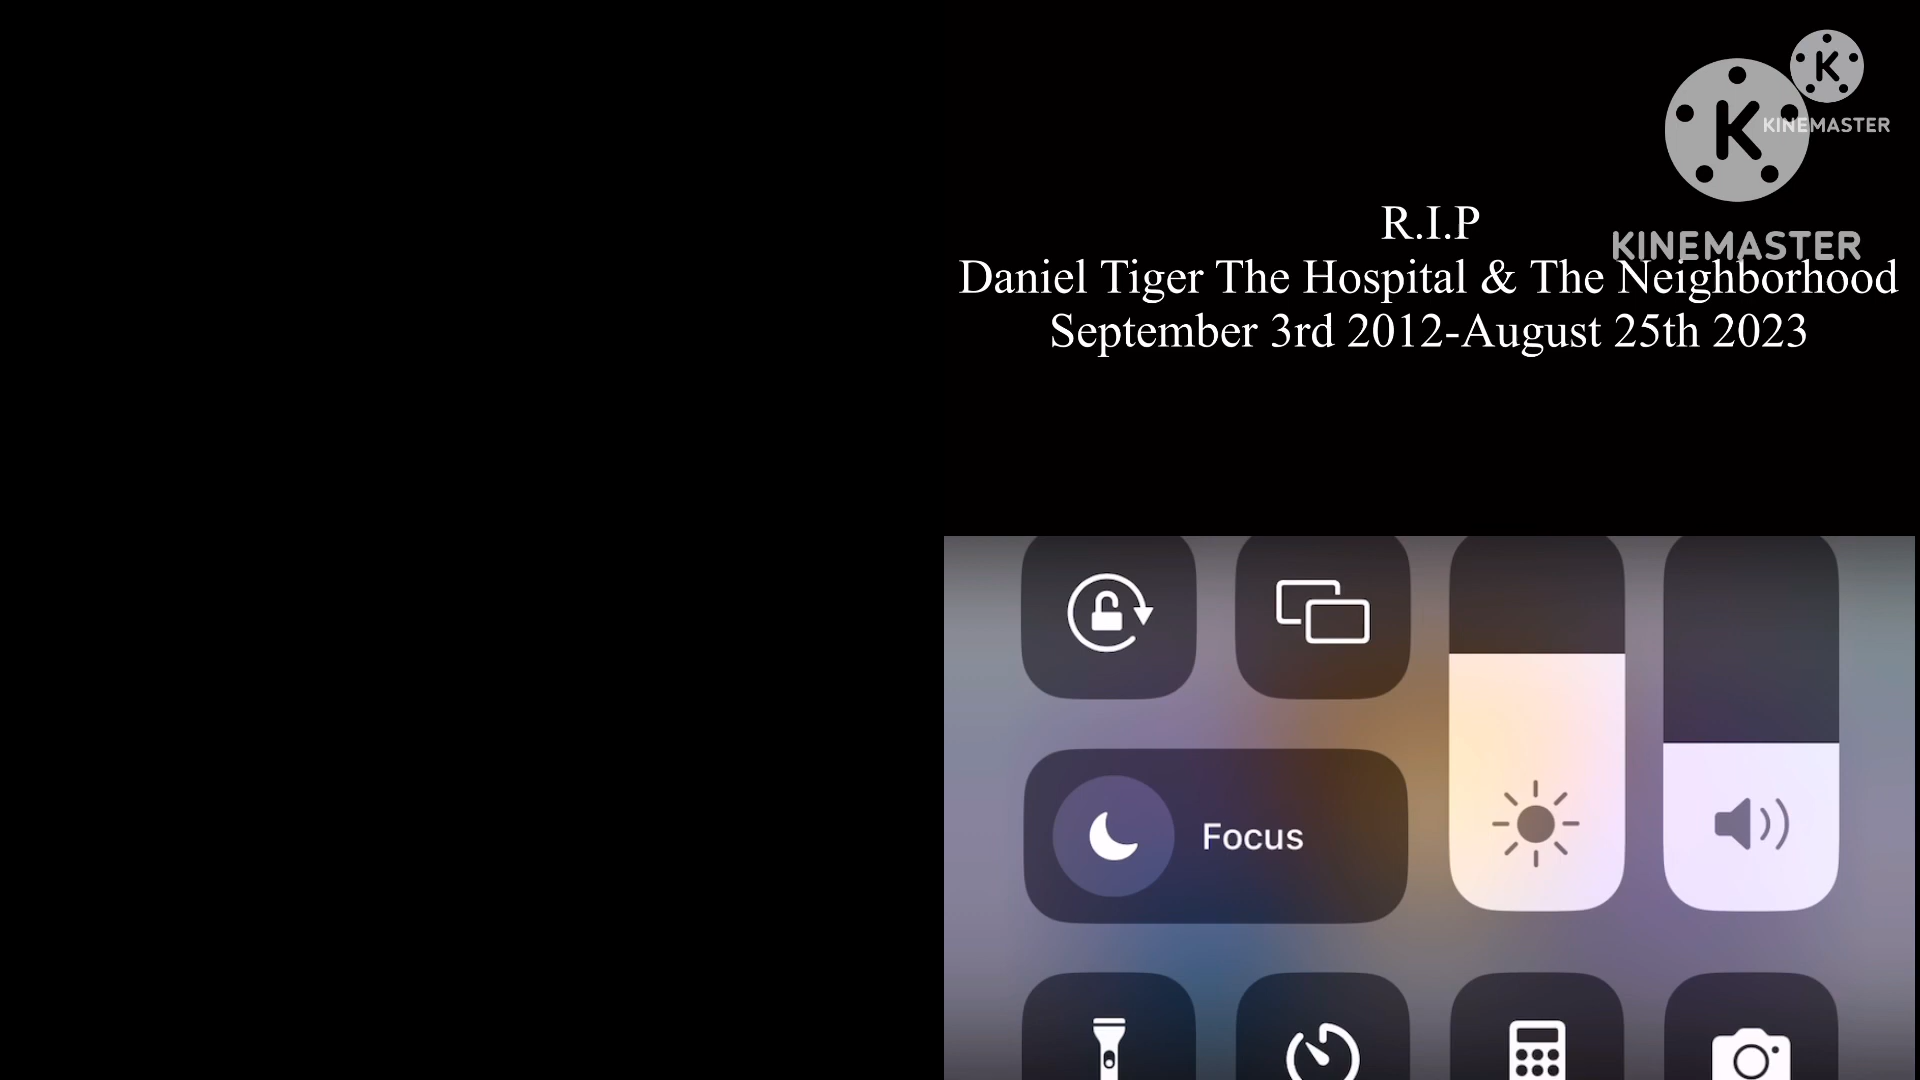 K
KINEMASTER
K
KINEMASTER
R.I.P
Daniel Tiger The Hospital & The Neighborhood
September 3rd 2012-August 25th 2023
Focus